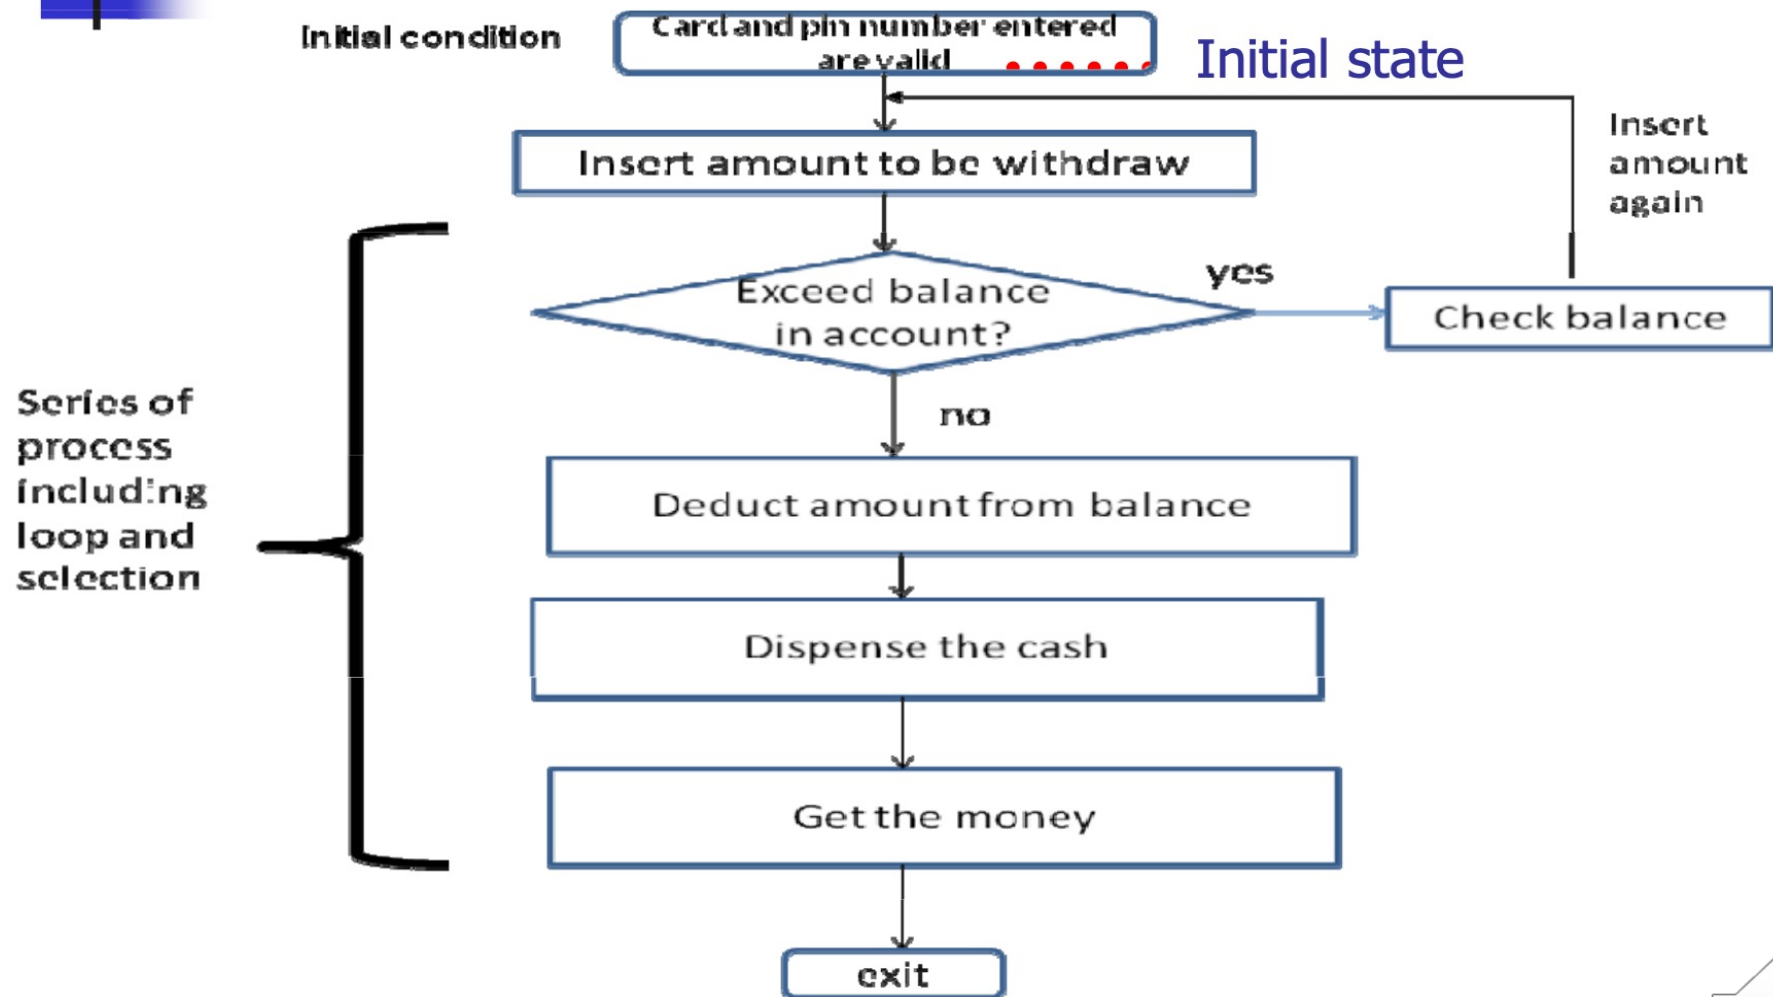 Initial condition
Card and pin number entered
are valid
Initial state
Insert
amount
again
Insert amount to be withdraw
yes
Exceed balance
in account?
Check balance
no
Series of
process
including
loop and
selection
Deduct amount from balance
Dispense the cash
Get the money
exit